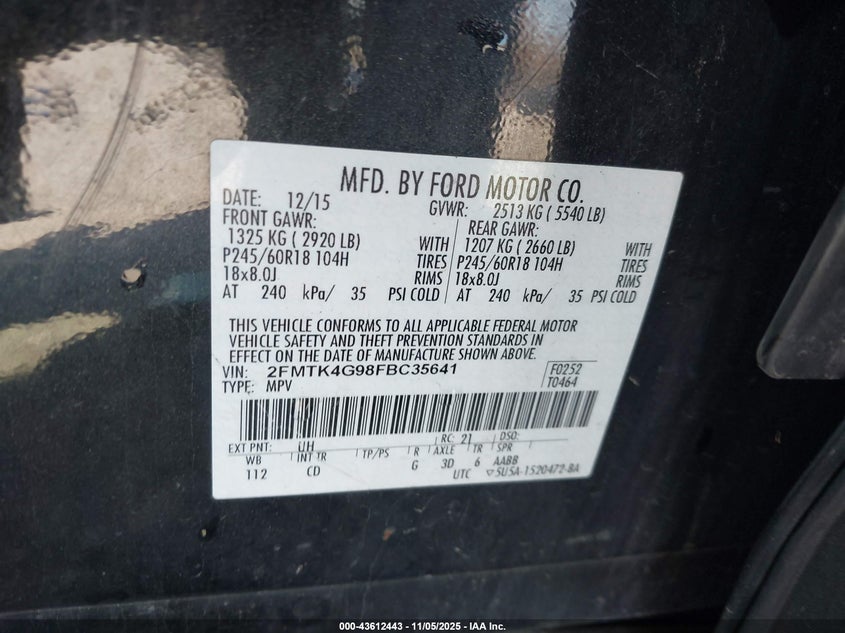 MFD. BY FORD MOTOR CO.
DATE: 12/15 GVWR: 2513 KG ( 5540 LB)
FRONT GAWR: REAR GAWR:
1325 KG ( 2920 LB) WITH 1207 KG ( 2660 LB) WITH
P245/60R18 104H TIRES P245/60R18 104H TIRES
18x8.0J RIMS 18x8.0J RIMS
AT 240 kPa/ 35 PSI COLD AT 240 kPa/ 35 PSI COLD
THIS VEHICLE CONFORMS TO ALL APPLICABLE FEDERAL MOTOR
VEHICLE SAFETY AND THEFT PREVENTION STANDARDS IN
EFFECT ON THE DATE OF MANUFACTURE SHOWN ABOVE.
VIN: 2FMTK4G98FBC35641 F0252
TYPE: MPV T0464
EXT PNT: UH RC: 21 DSO:
WB INT TR TP/PS R AXLE TR SPR
112 CD G 3D 6 AABB
UTC ▽5U5A-1520472-BA
000-43612443 - 11/05/2025 - IAA Inc.